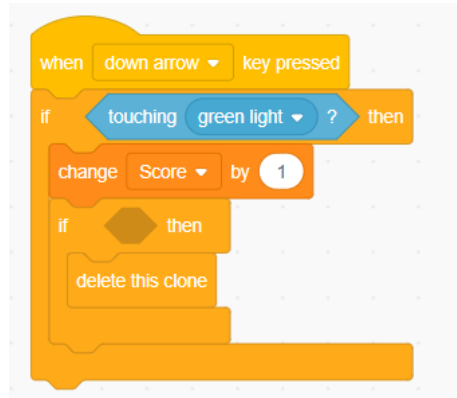 when down arrow key pressed
if touching green light ? then
change Score by 1
if then
delete this clone